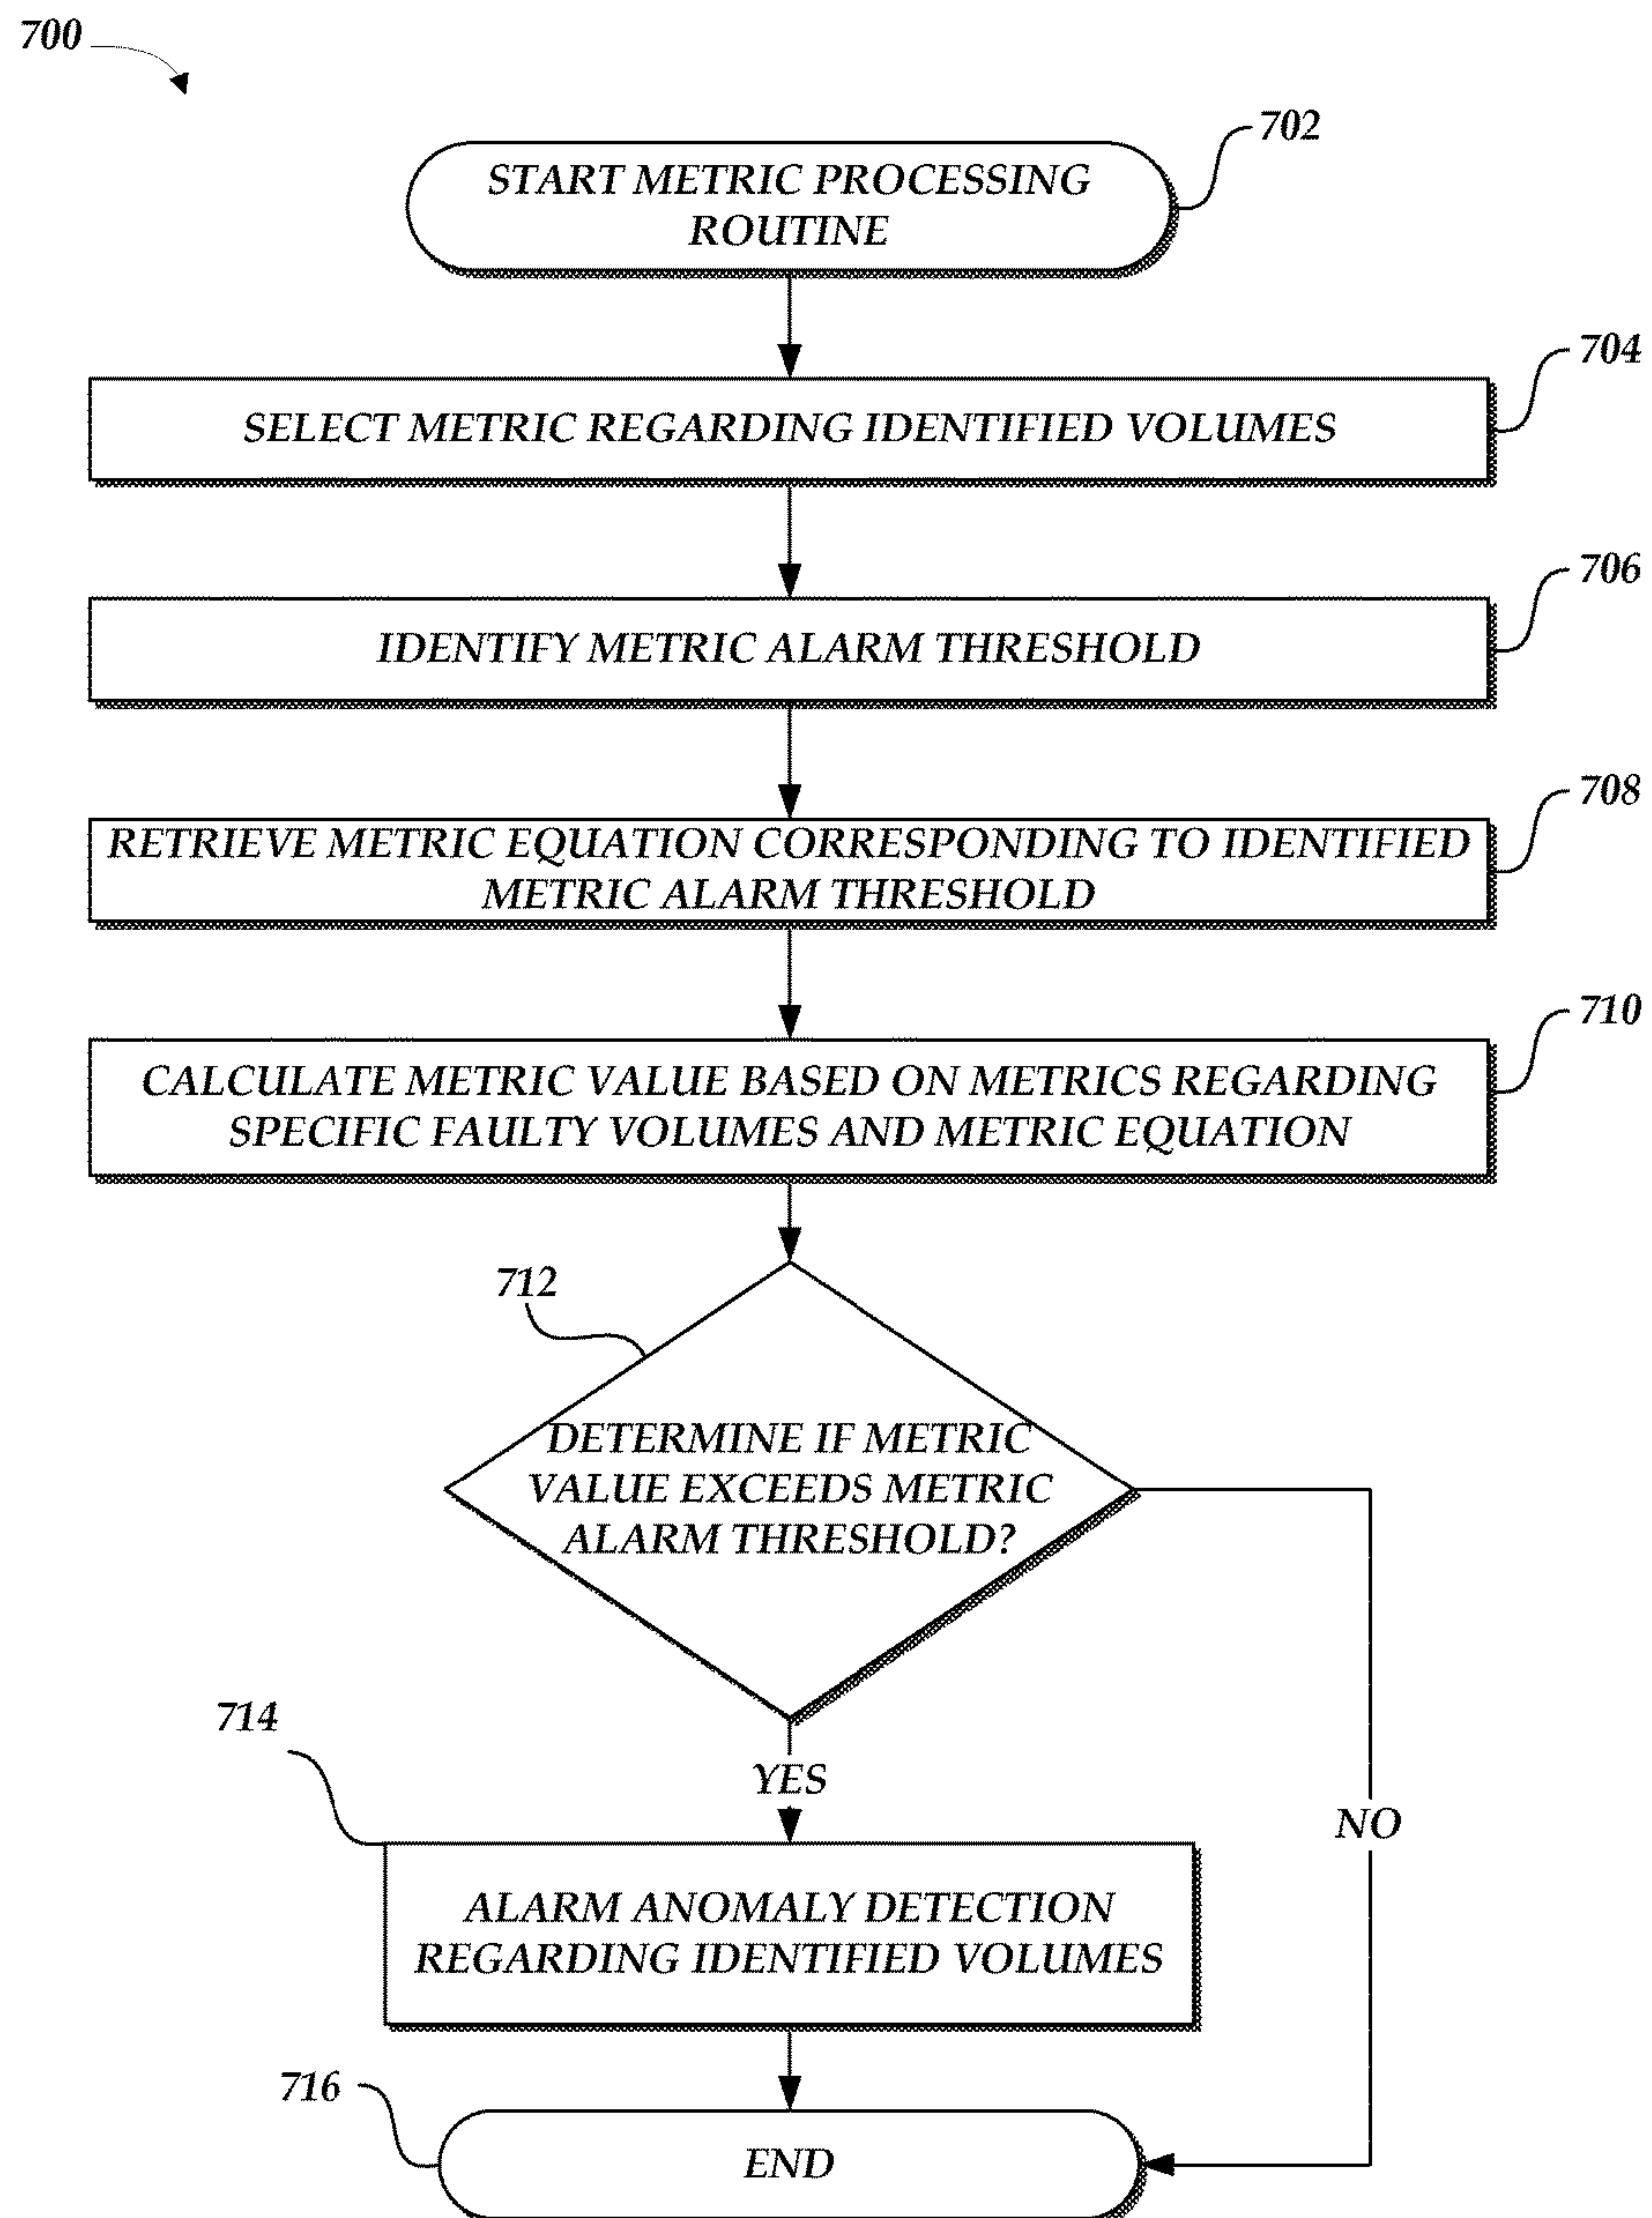 700
702
START METRIC PROCESSING
ROUTINE
704
SELECT METRIC REGARDING IDENTIFIED VOLUMES
706
IDENTIFY METRIC ALARM THRESHOLD
708
RETRIEVE METRIC EQUATION CORRESPONDING TO IDENTIFIED
METRIC ALARM THRESHOLD
710
CALCULATE METRIC VALUE BASED ON METRICS REGARDING
SPECIFIC FAULTY VOLUMES AND METRIC EQUATION
712
DETERMINE IF METRIC
VALUE EXCEEDS METRIC
ALARM THRESHOLD?
714
YES
NO
ALARM ANOMALY DETECTION
REGARDING IDENTIFIED VOLUMES
716
END